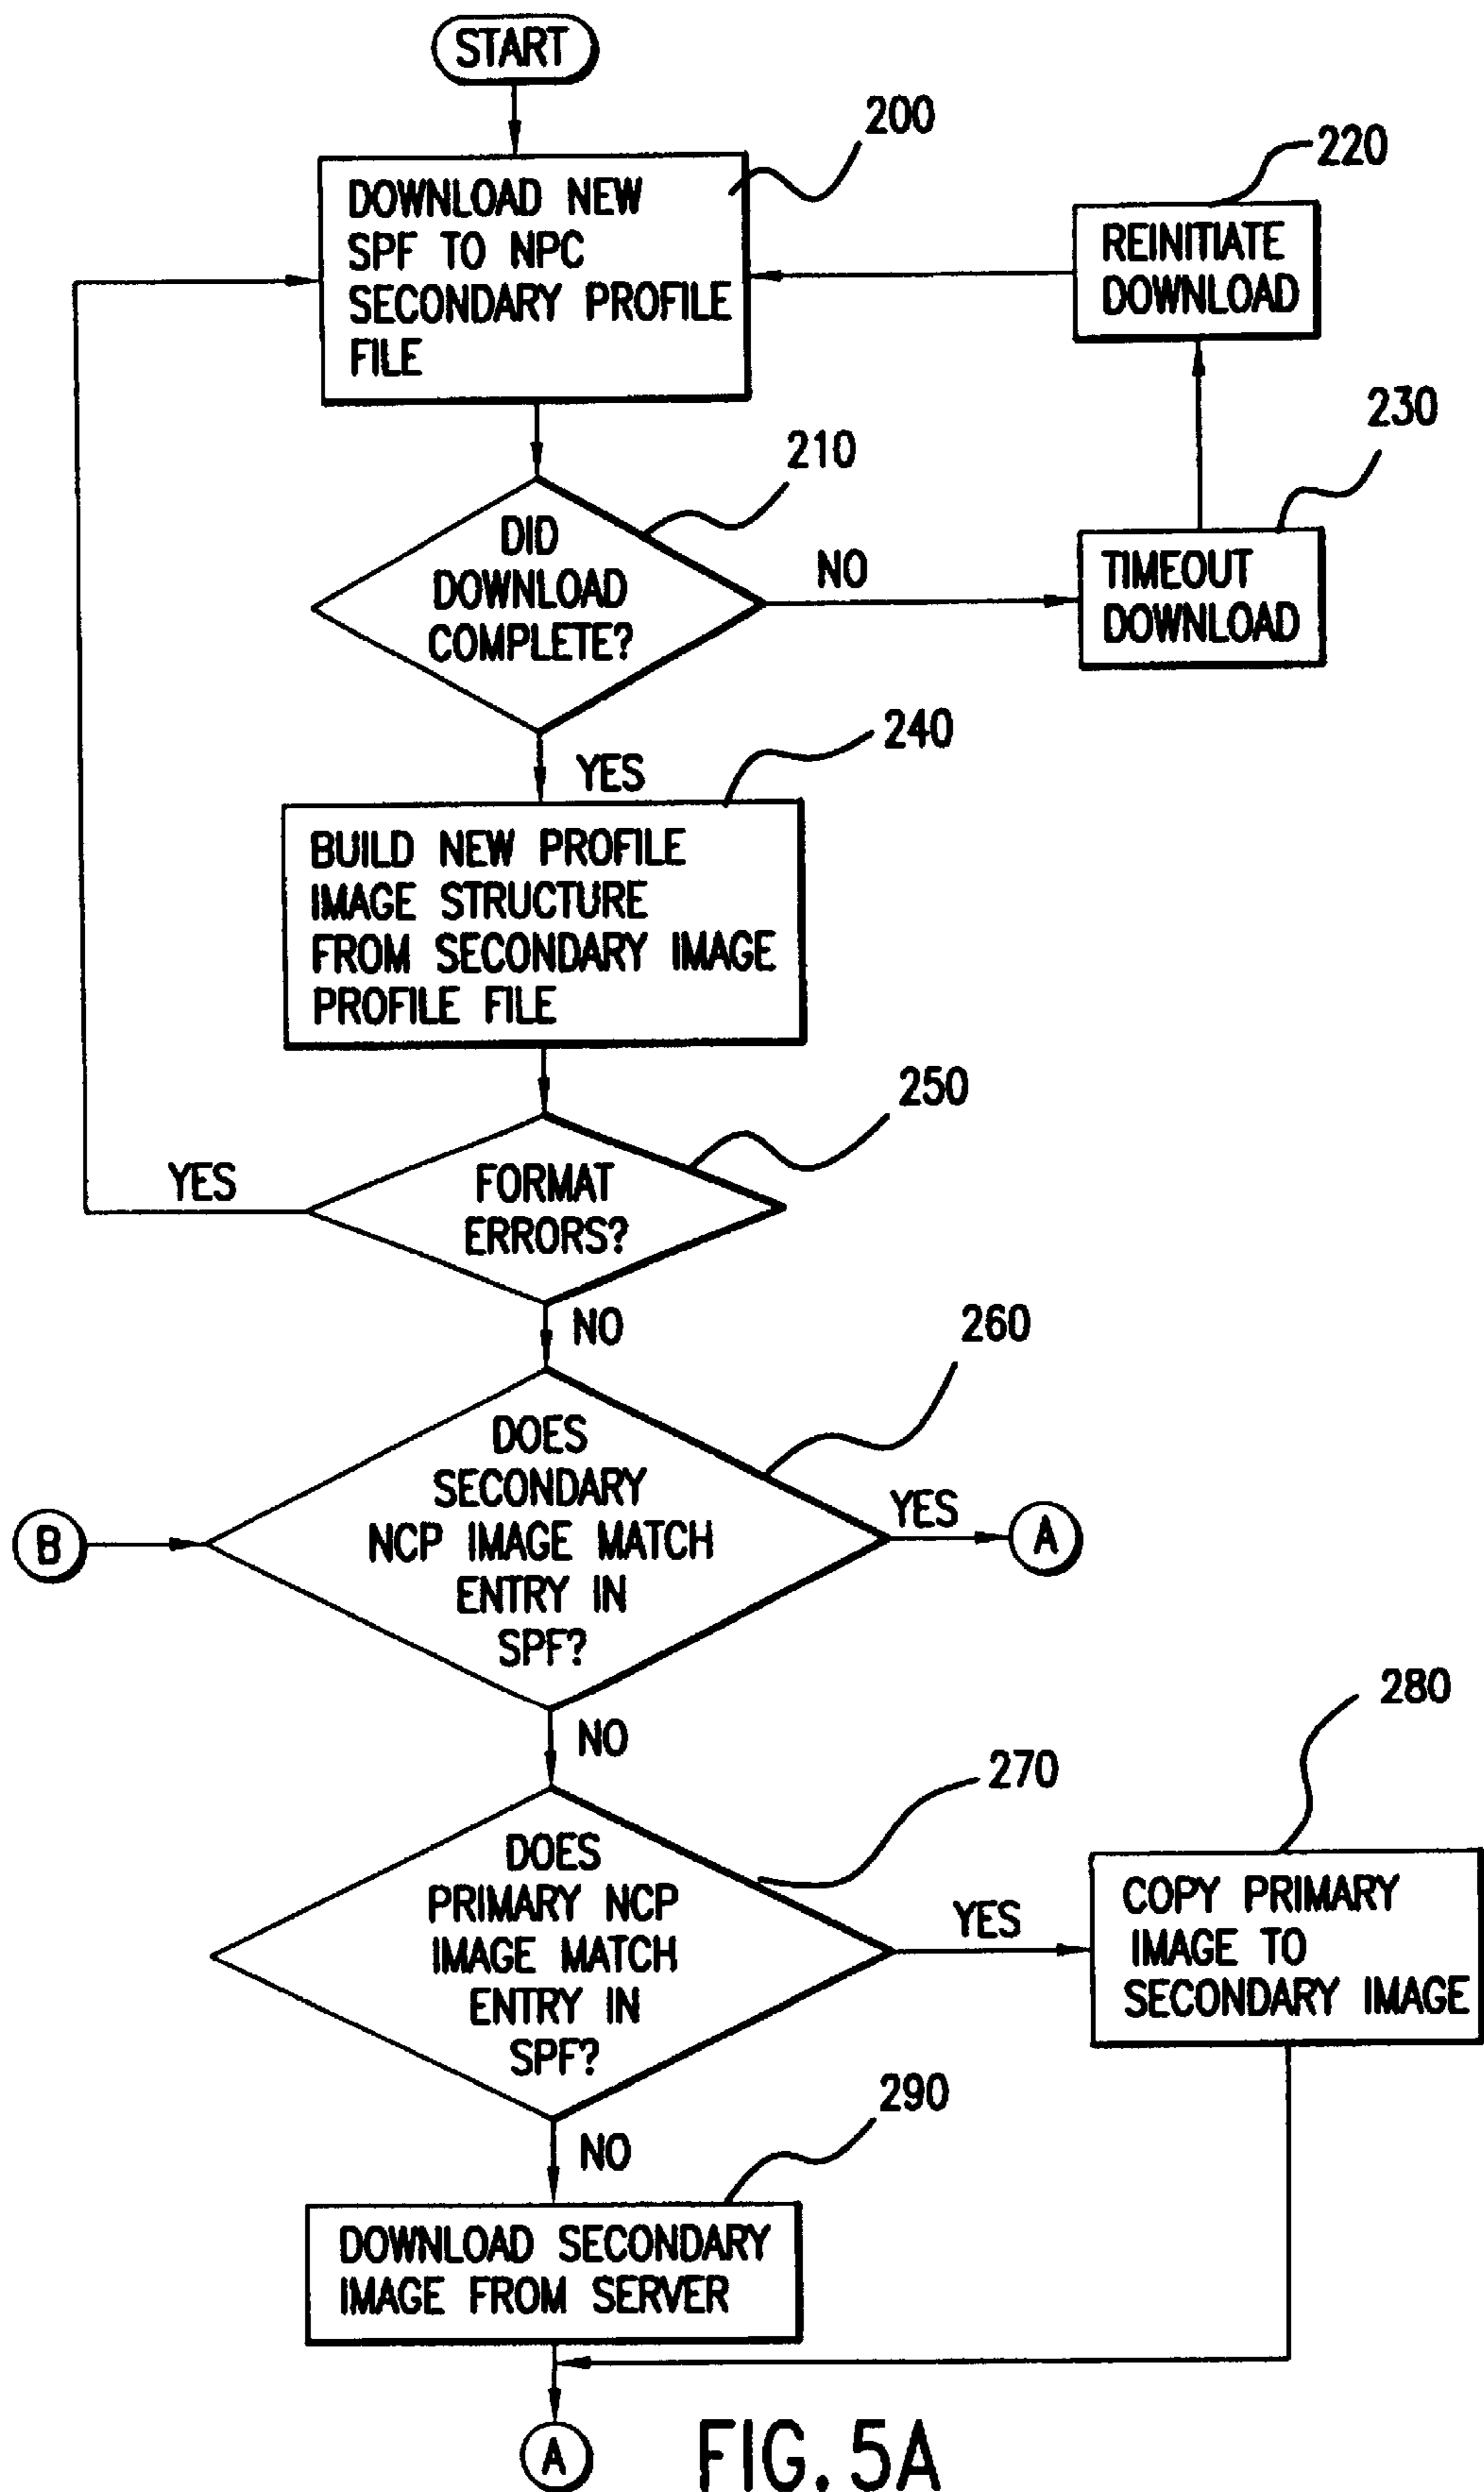 START
200
DOWNLOAD NEW
SPF TO NPC
SECONDARY PROFILE
FILE
220
REINITIATE
DOWNLOAD
230
TIMEOUT
DOWNLOAD
210
DID
DOWNLOAD
COMPLETE?
NO
YES
240
BUILD NEW PROFILE
IMAGE STRUCTURE
FROM SECONDARY IMAGE
PROFILE FILE
250
FORMAT
ERRORS?
YES
NO
260
DOES
SECONDARY
NCP IMAGE MATCH
ENTRY IN
SPF?
B
YES
A
NO
270
DOES
PRIMARY NCP
IMAGE MATCH
ENTRY IN
SPF?
YES
280
COPY PRIMARY
IMAGE TO
SECONDARY IMAGE
NO
290
DOWNLOAD SECONDARY
IMAGE FROM SERVER
A
FIG. 5A